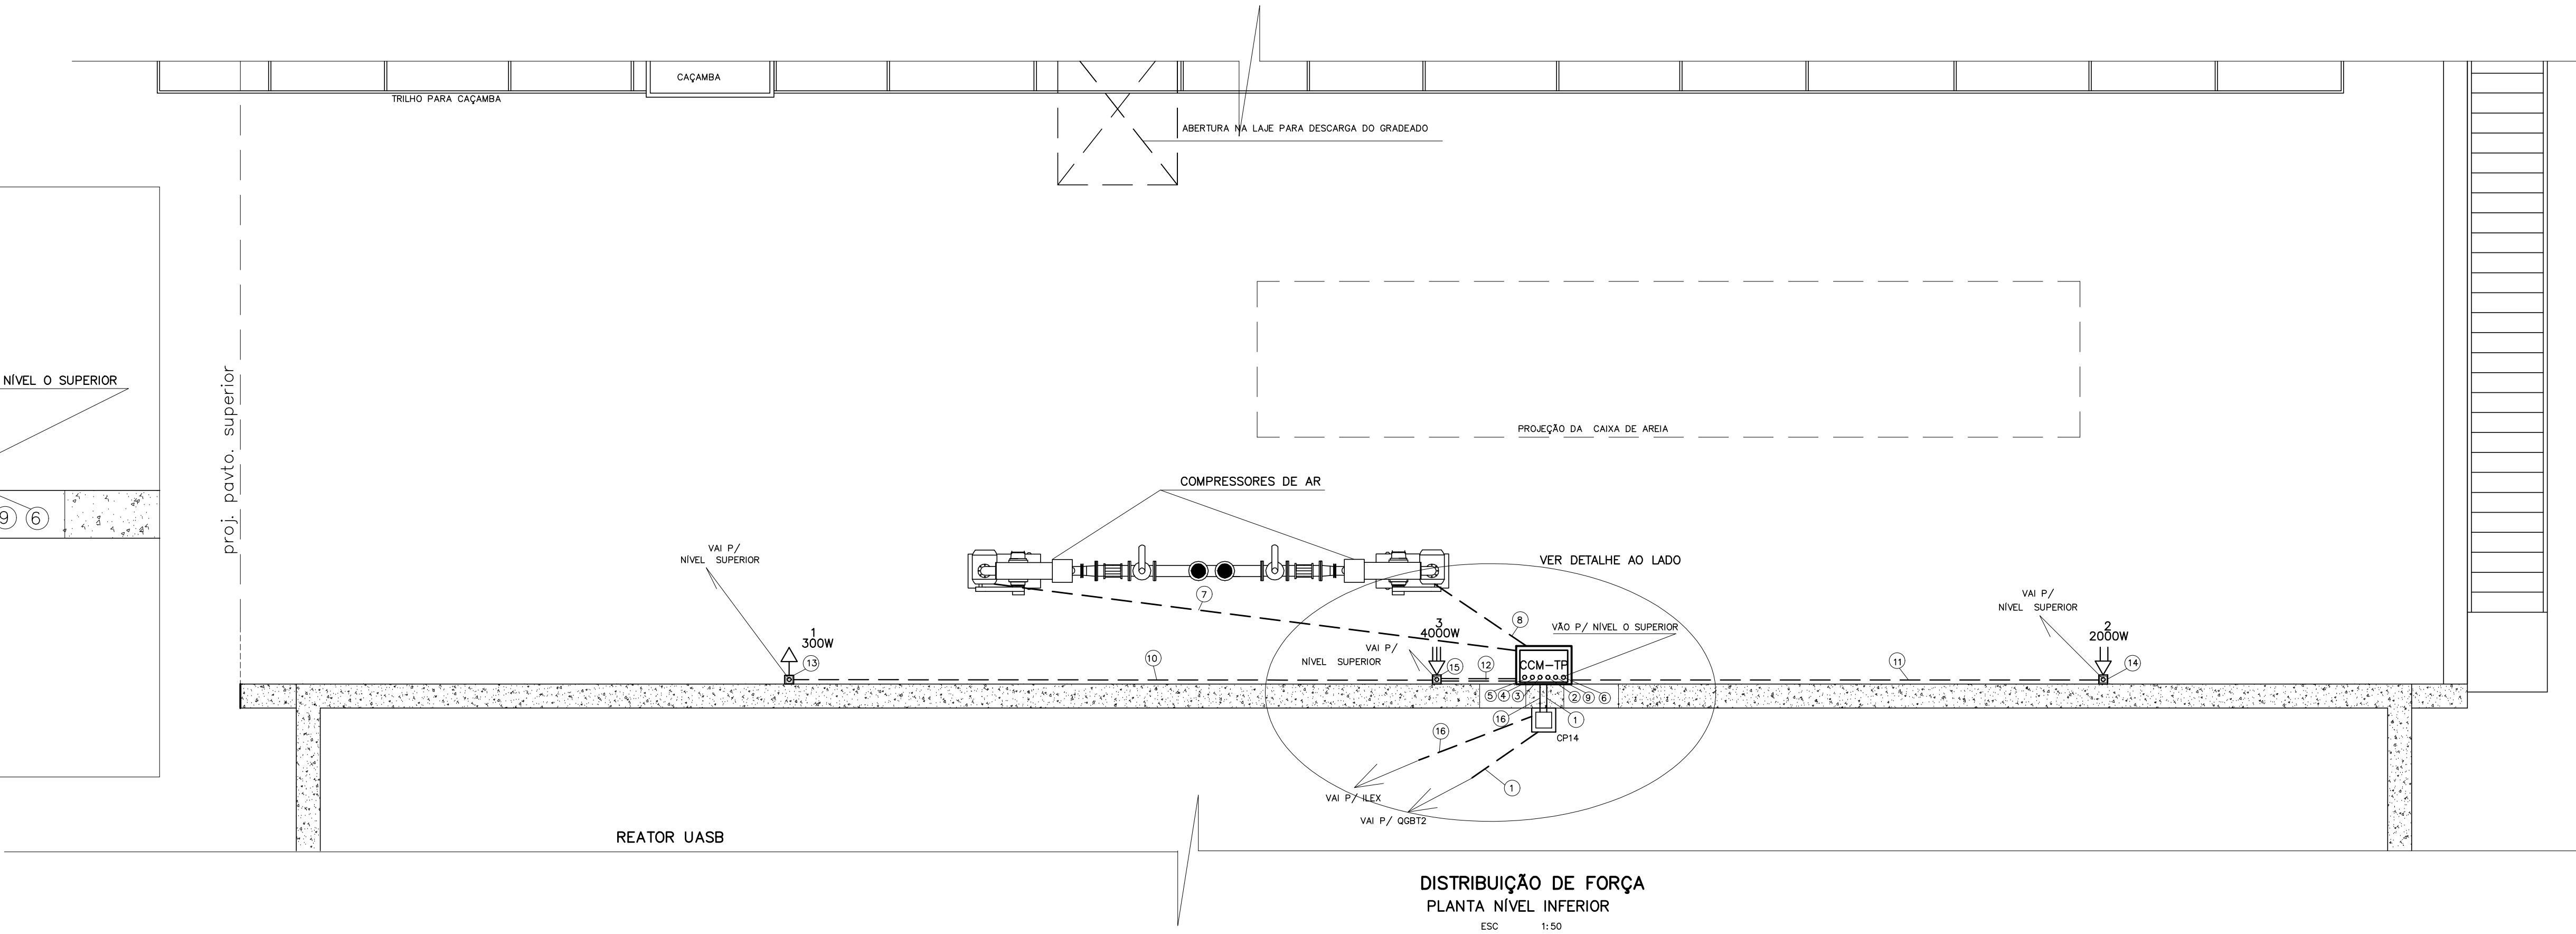 CAÇAMBA
TRILHO PARA CAÇAMBA
ABERTURA NA LAJE PARA DESCARGA DO GRADEADO
NÍVEL O SUPERIOR
9 6
proj. pavto. superior
PROJEÇÃO DA CAIXA DE AREIA
COMPRESSORES DE AR
VAI P/
NÍVEL SUPERIOR
VER DETALHE AO LADO
7
8
VAI P/
NÍVEL SUPERIOR
1
300W
13
10
3
4000W
VAI P/
NÍVEL SUPERIOR
15
12
VÃO P/ NÍVEL O SUPERIOR
CCM-TP
11
2
2000W
14
5 4 3
2 9 6
16
1
CP14
16
1
VAI P/ ILEX
VAI P/ QGBT2
REATOR UASB
DISTRIBUIÇÃO DE FORÇA
PLANTA NÍVEL INFERIOR
ESC 1:50